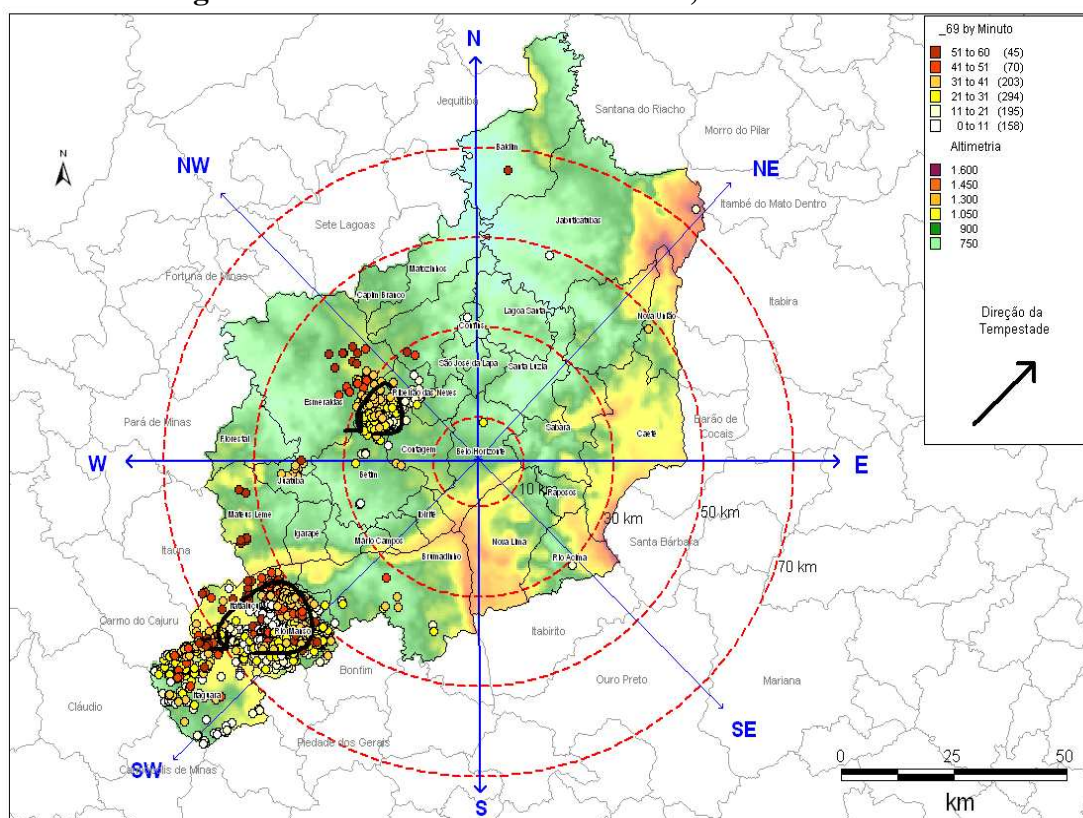 _69 by Minuto
51 to 60 (45)
41 to 51 (70)
31 to 41 (203)
21 to 31 (294)
11 to 21 (195)
0 to 11 (158)
Altimetria
1.600
1.450
1.300
1.050
900
750
Direção da
Tempestade
N
N
Jequitibá
Santana do Riacho
Morro do Pilar
Baldim
NW
NE
Itambé do Mato Dentro
Sete Lagoas
Jaboticatubas
Matozinhos
Fortuna de Minas
Capim Branco
Itabira
Lagoa Santa
Nova União
Confins
São José da Lapa
Santa Luzia
Esmeraldas
Ribeirão das Neves
Pará de Minas
Florestal
Sabará
Caeté
Barão de
Cocais
Contagem
Belo Horizonte
W
E
Juatuba
Betim
10 km
Raposos
Mateus Leme
Ibirité
50 km
30 km
Igarapé
Mário Campos
Nova Lima
Santa Bárbara
Itaúna
Brumadinho
Rio Acima
70 km
Carmo do Cajuru
Rio Manso
Itabirito
Bonfim
Ouro Preto
Mariana
Itaguara
Cláudio
SE
Piedade dos Gerais
SW
S
0 25 50
km